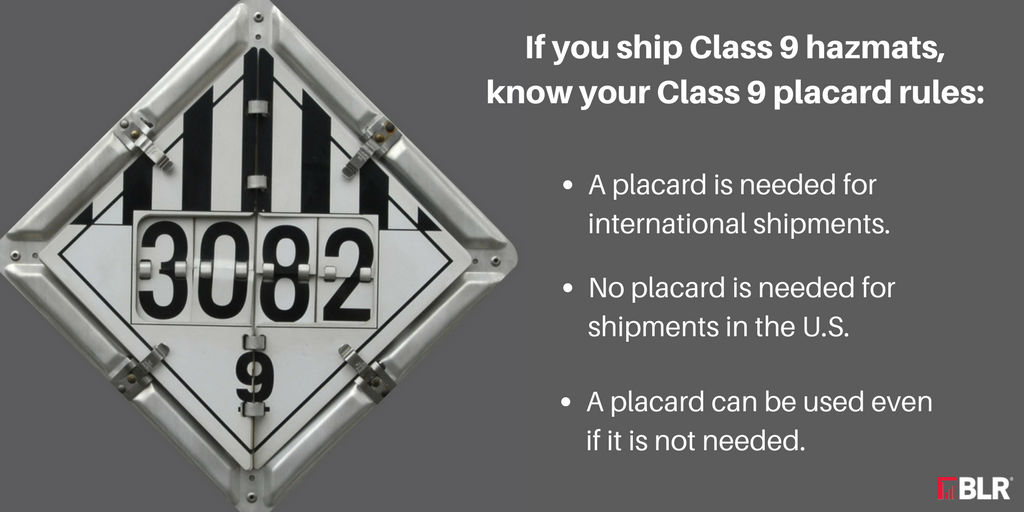 3082
9
If you ship Class 9 hazmats,
know your Class 9 placard rules:
• A placard is needed for
international shipments.
• No placard is needed for
shipments in the U.S.
• A placard can be used even
if it is not needed.
BLR®